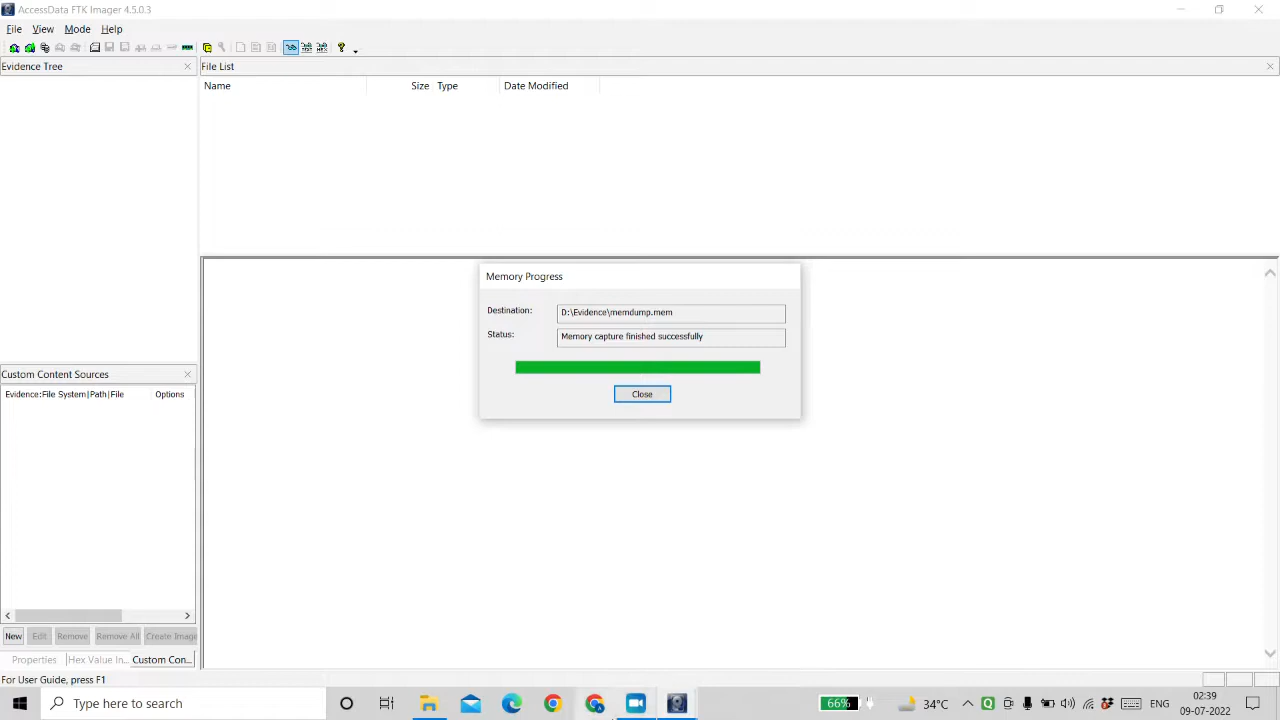 AccessData FTK Imager 4.5.0.3
File View Mode Help
Evidence Tree
File List
Name Size Type Date Modified
Memory Progress
Destination: D:\Evidence\memdump.mem
Status: Memory capture finished successfully
Close
Custom Content Sources
Evidence:File System|Path|File Options
New Edit Remove Remove All Create Image
Properties Hex Value In... Custom Con...
For User Guide, press F1
Type here to search
66%
34°C
ENG
02:39
09-07-2022